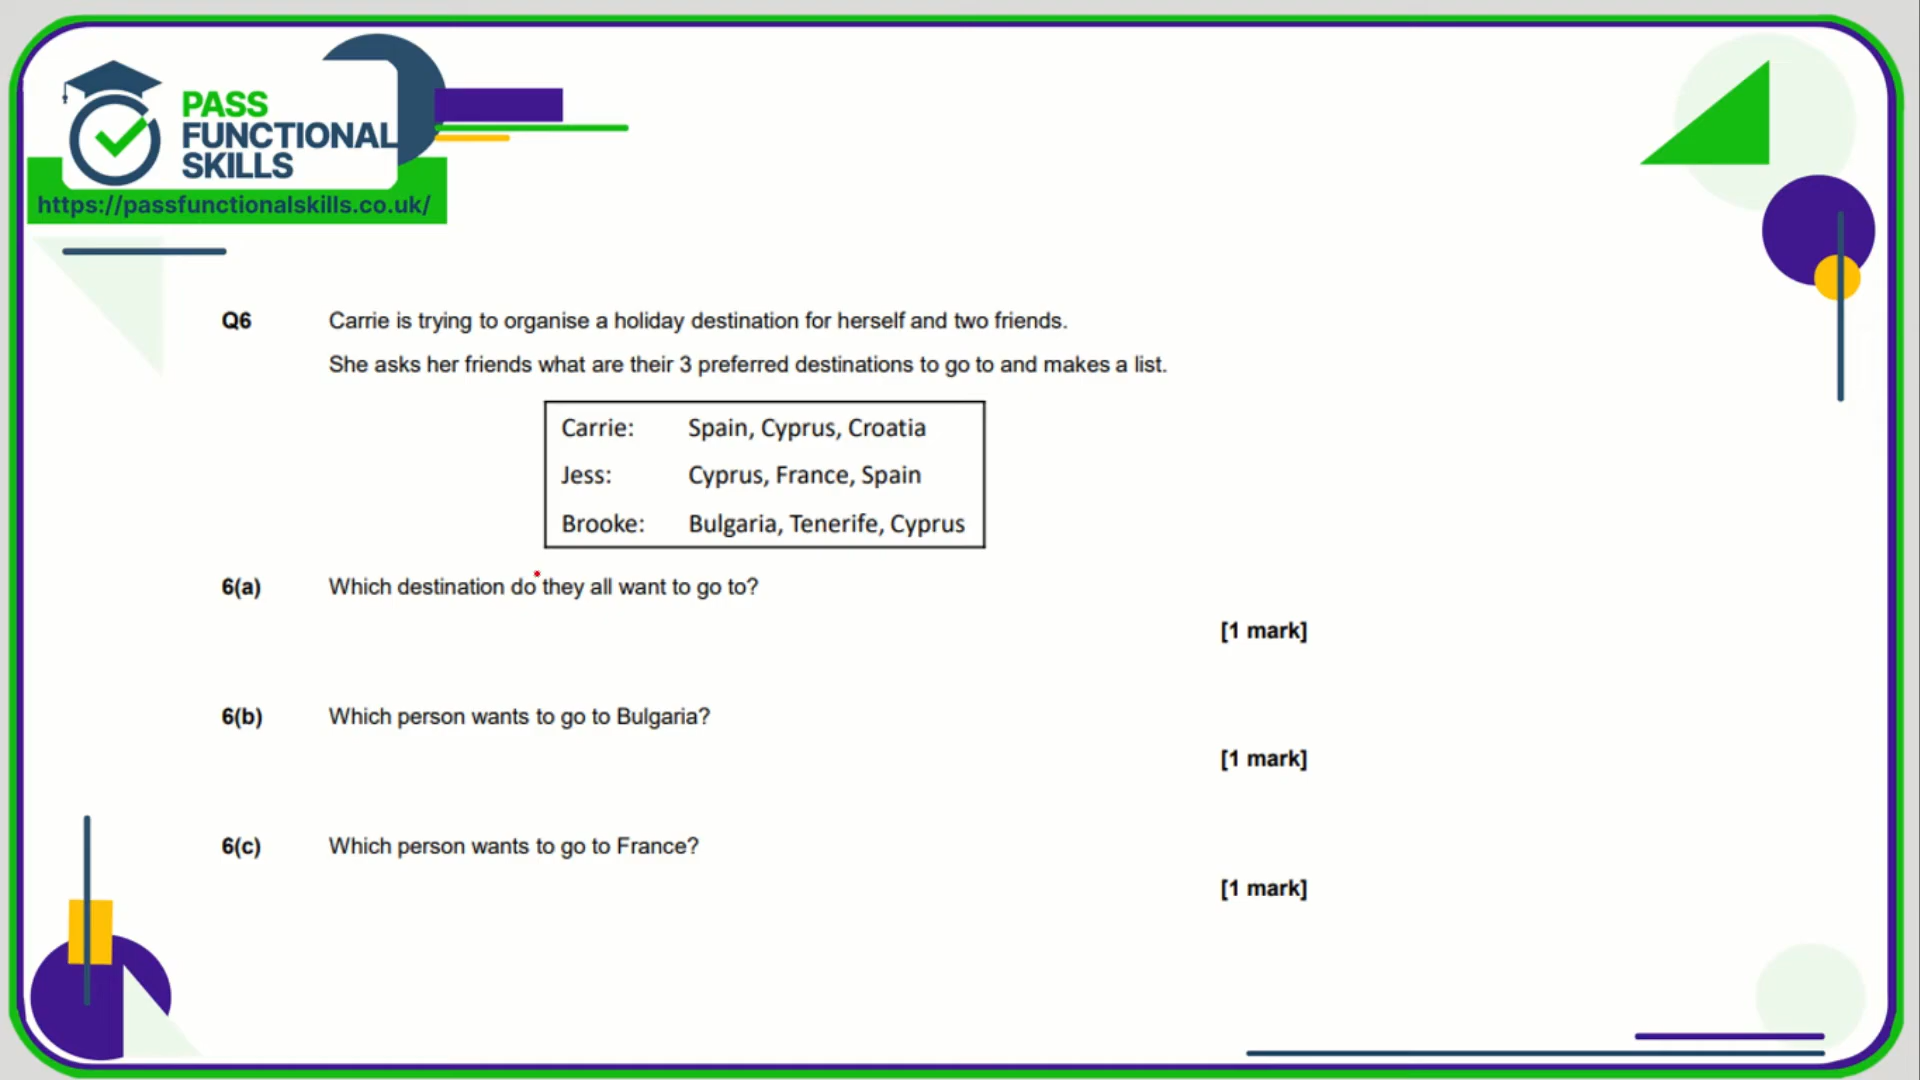 PASS
FUNCTIONAL
SKILLS
https://passfunctionalskills.co.uk/
Q6 Carrie is trying to organise a holiday destination for herself and two friends.
She asks her friends what are their 3 preferred destinations to go to and makes a list.
Carrie: Spain, Cyprus, Croatia
Jess: Cyprus, France, Spain
Brooke: Bulgaria, Tenerife, Cyprus
6(a) Which destination do they all want to go to?
[1 mark]
6(b) Which person wants to go to Bulgaria?
[1 mark]
6(c) Which person wants to go to France?
[1 mark]